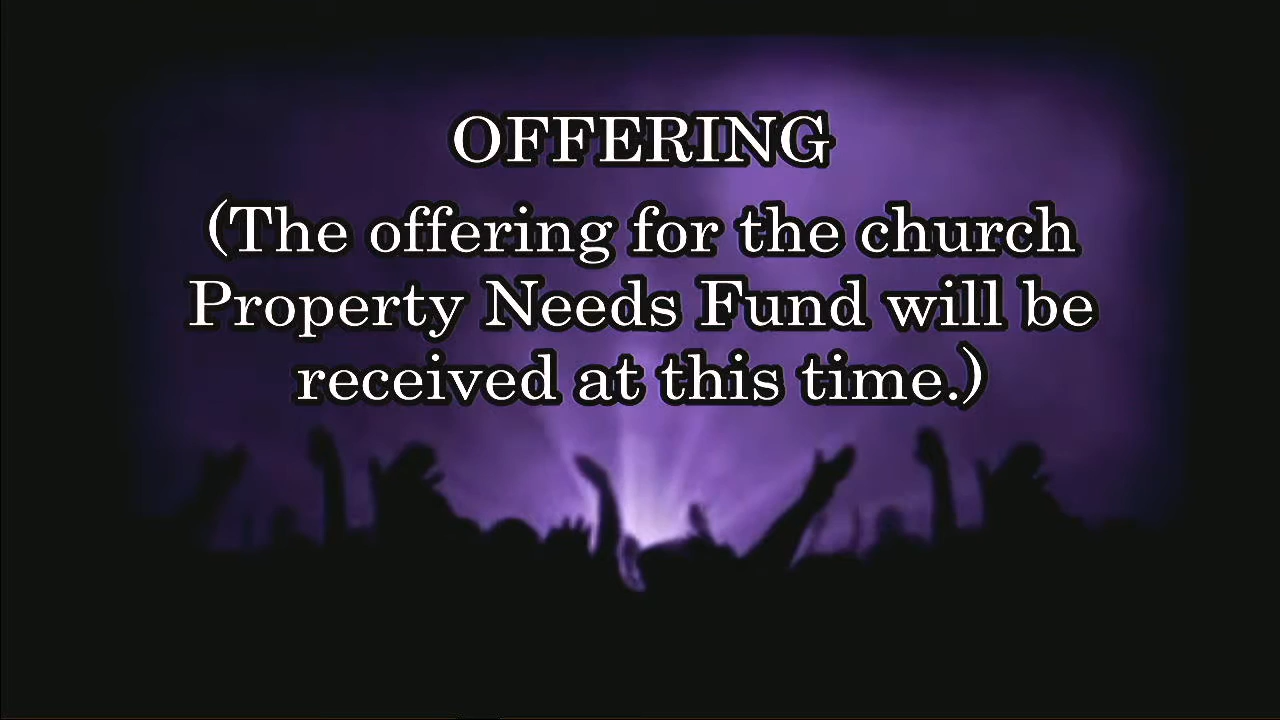 OFFERING
(The offering for the church
Property Needs Fund will be
received at this time.)